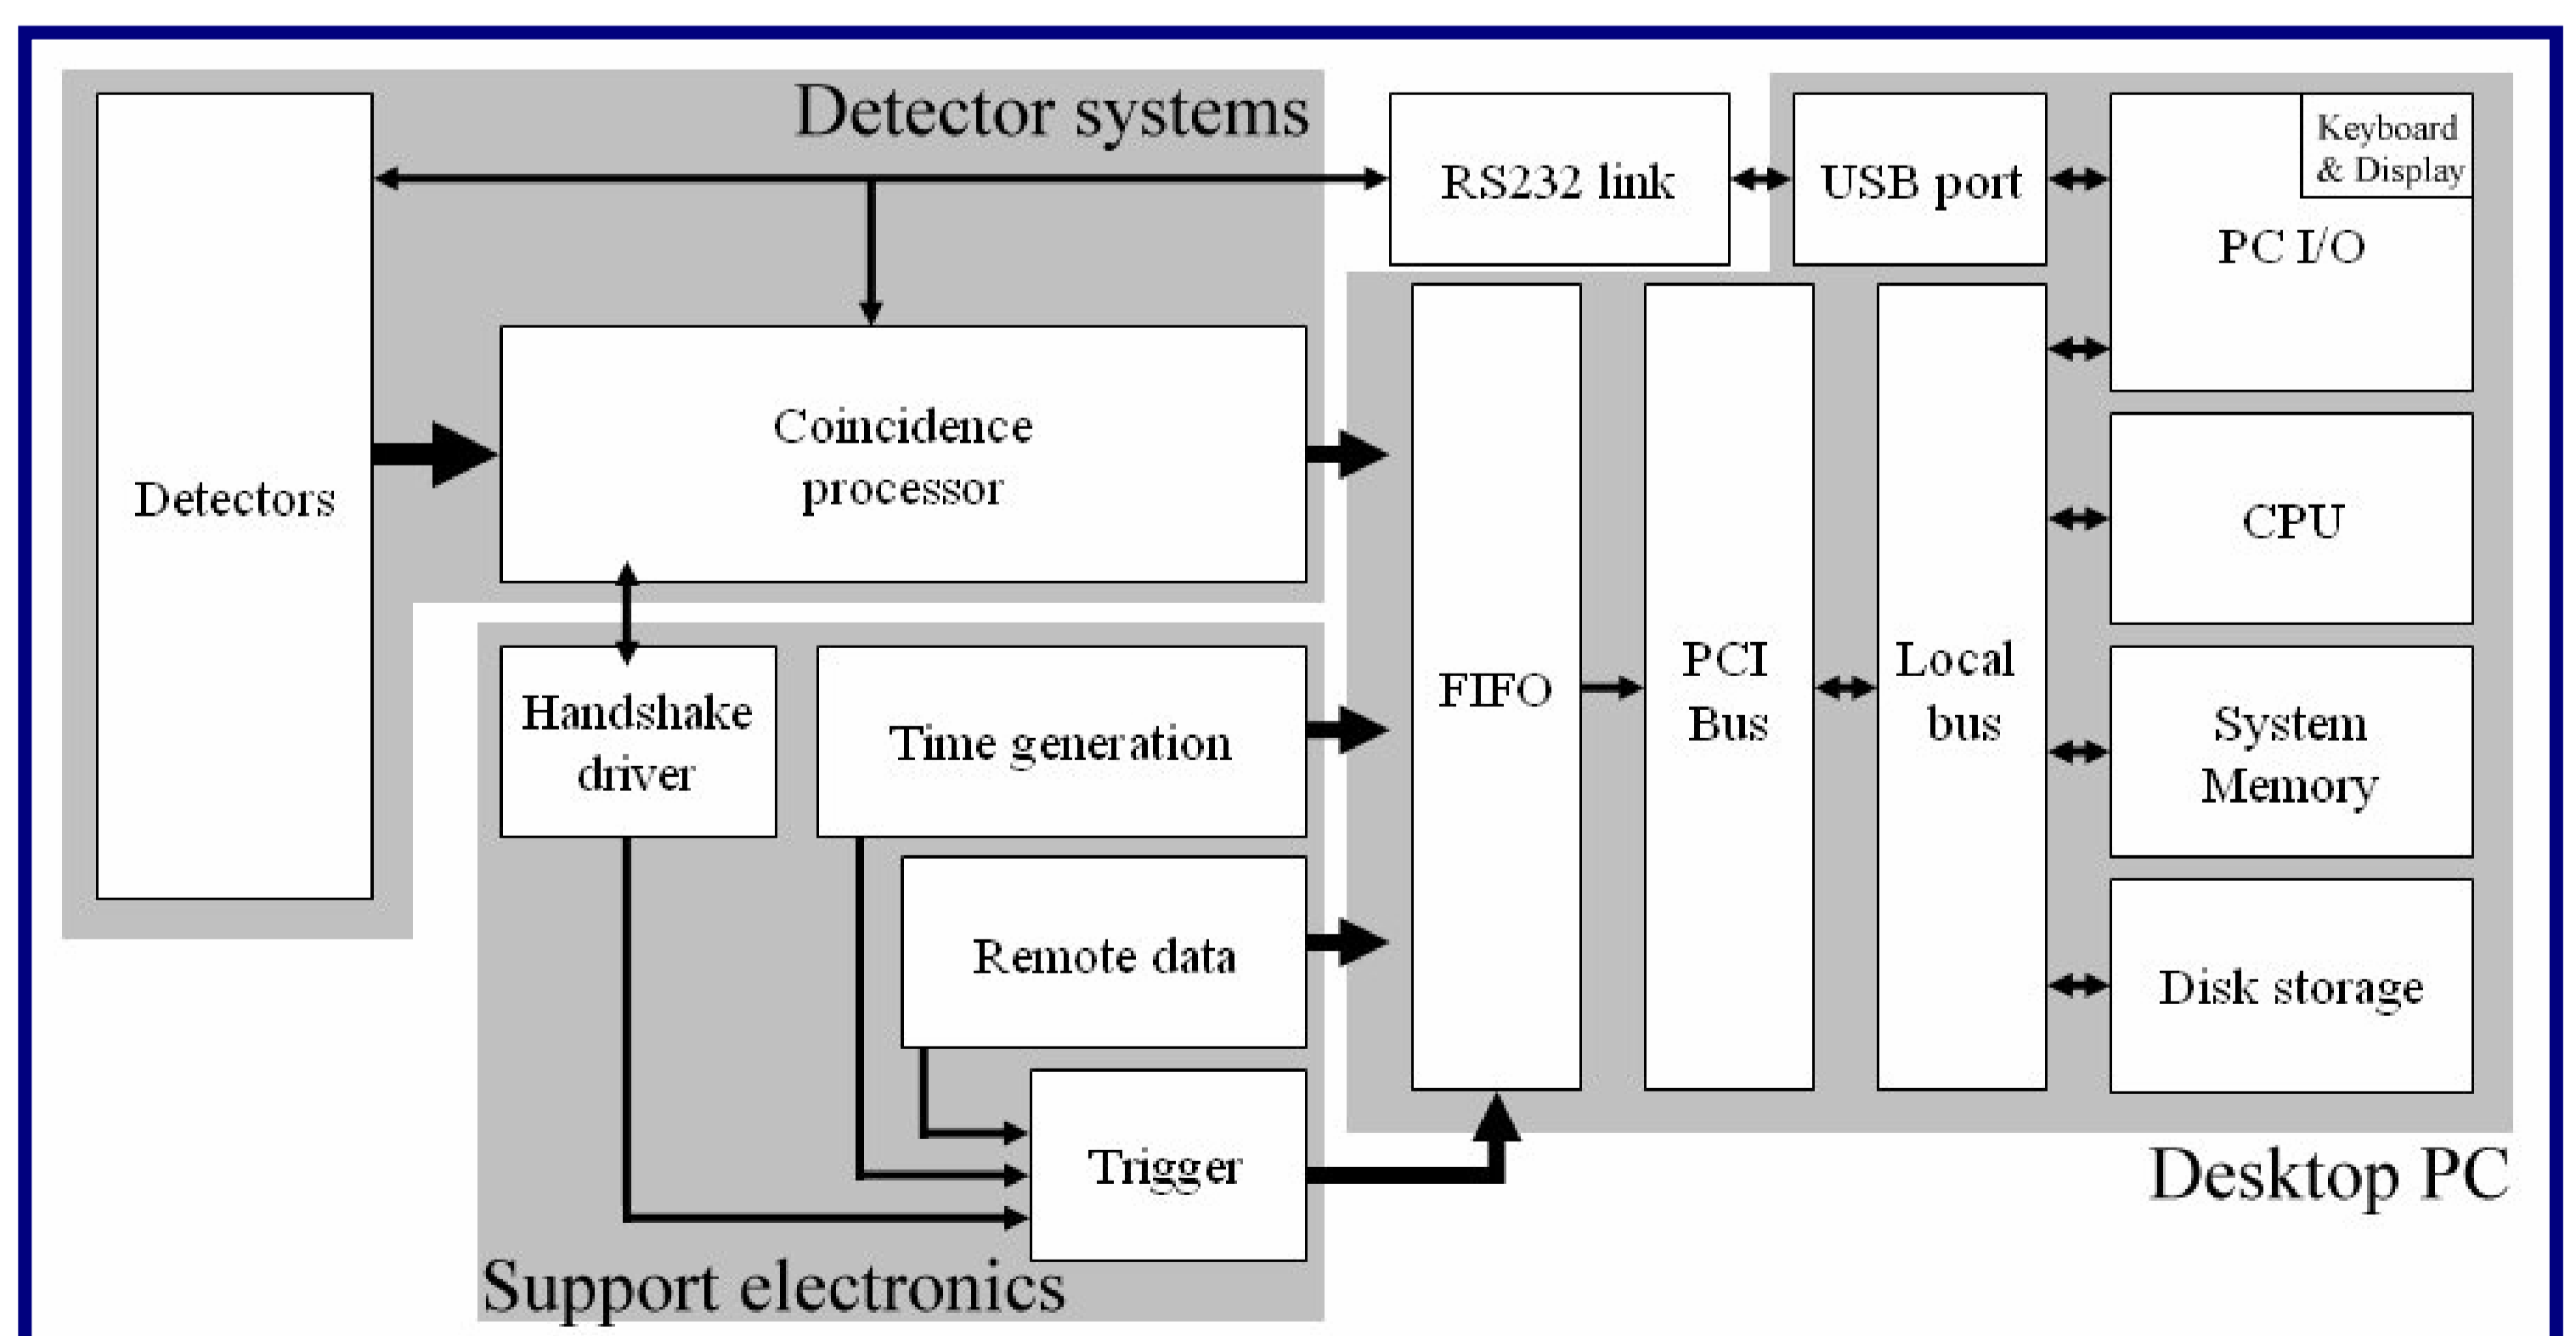 Detector systems
Keyboard
& Display
RS232 link
USB port
PC I/O
Coincidence
processor
Detectors
CPU
Handshake
driver
Time generation
FIFO
PCI
Bus
Local
bus
System
Memory
Remote data
Disk storage
Trigger
Desktop PC
Support electronics